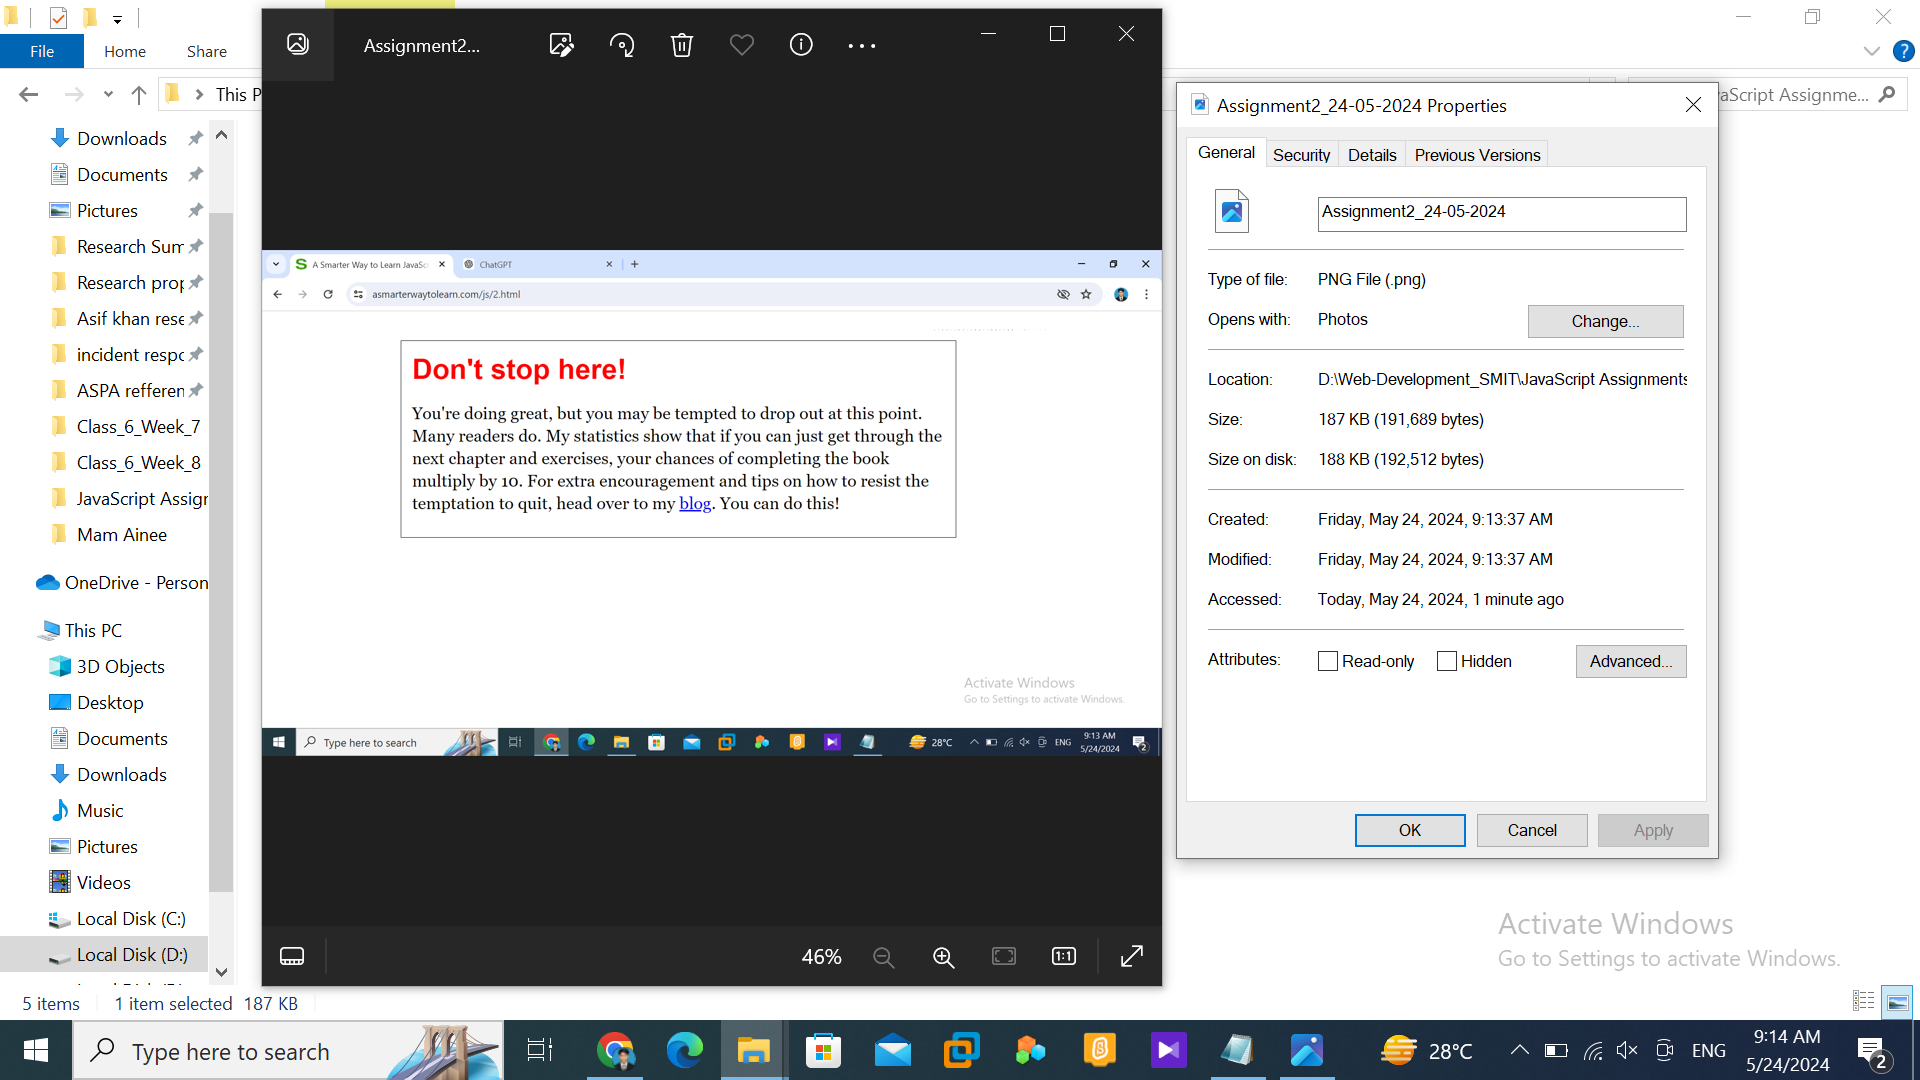 File
Home
Share
This P
Downloads
Documents
Pictures
Research Sum
Research prop
Asif khan rese
incident respo
ASPA refferen
Class_6_Week_7
Class_6_Week_8
JavaScript Assigr
Mam Ainee
OneDrive - Person
This PC
3D Objects
Desktop
Documents
Downloads
Music
Pictures
Videos
Local Disk (C:)
Local Disk (D:)
5 items 1 item selected 187 KB
Assignment2...
A Smarter Way to Learn JavaSc
ChatGPT
asmarterwaytolearn.com/js/2.html
Don't stop here!
You're doing great, but you may be tempted to drop out at this point.
Many readers do. My statistics show that if you can just get through the
next chapter and exercises, your chances of completing the book
multiply by 10. For extra encouragement and tips on how to resist the
temptation to quit, head over to my blog. You can do this!
Activate Windows
Go to Settings to activate Windows.
Type here to search
28°C
ENG
9:13 AM
5/24/2024
2
46%
1:1
aScript Assignme...
Assignment2_24-05-2024 Properties
General Security Details Previous Versions
Assignment2_24-05-2024
Type of file: PNG File (.png)
Opens with: Photos Change...
Location: D:\Web-Development_SMIT\JavaScript Assignments
Size: 187 KB (191,689 bytes)
Size on disk: 188 KB (192,512 bytes)
Created: Friday, May 24, 2024, 9:13:37 AM
Modified: Friday, May 24, 2024, 9:13:37 AM
Accessed: Today, May 24, 2024, 1 minute ago
Attributes: Read-only Hidden Advanced...
OK Cancel Apply
Activate Windows
Go to Settings to activate Windows.
Type here to search
28°C
ENG
9:14 AM
5/24/2024
2